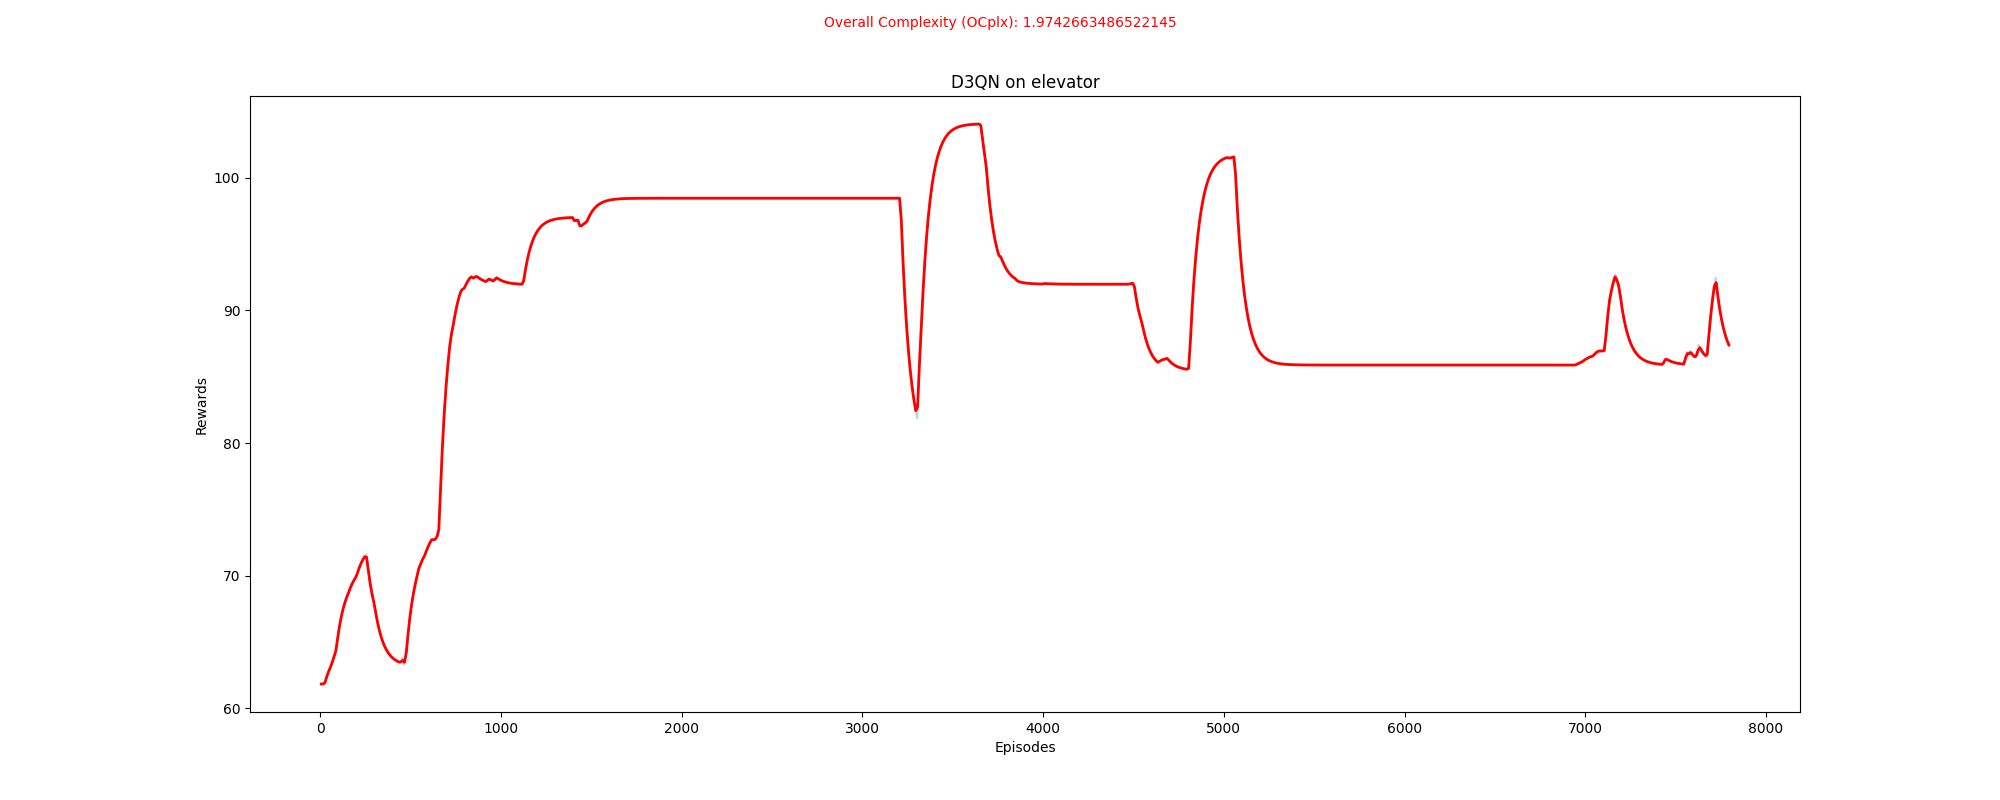 Overall Complexity (OCplx): 1.9742663486522145
D3QN on elevator
Rewards
100
90
80
70
60
0 1000 2000 3000 4000 5000 6000 7000 8000
Episodes